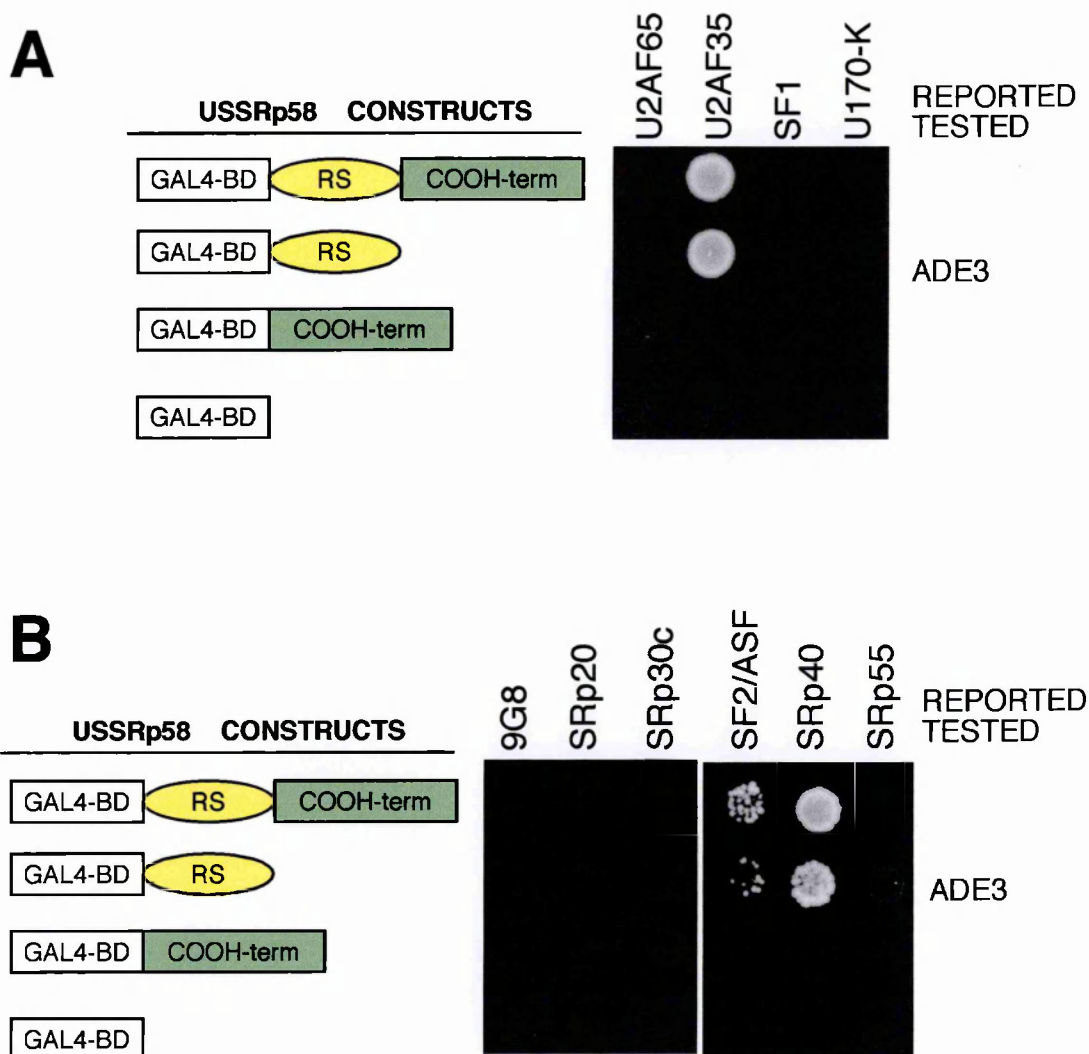 A
USSRp58 CONSTRUCTS
U2AF65
U2AF35
SF1
U170-K
REPORTED
TESTED
GAL4-BD RS COOH-term
GAL4-BD RS
ADE3
GAL4-BD COOH-term
GAL4-BD
B
USSRp58 CONSTRUCTS
9G8
SRp20
SRp30c
SF2/ASF
SRp40
SRp55
REPORTED
TESTED
GAL4-BD RS COOH-term
GAL4-BD RS
ADE3
GAL4-BD COOH-term
GAL4-BD